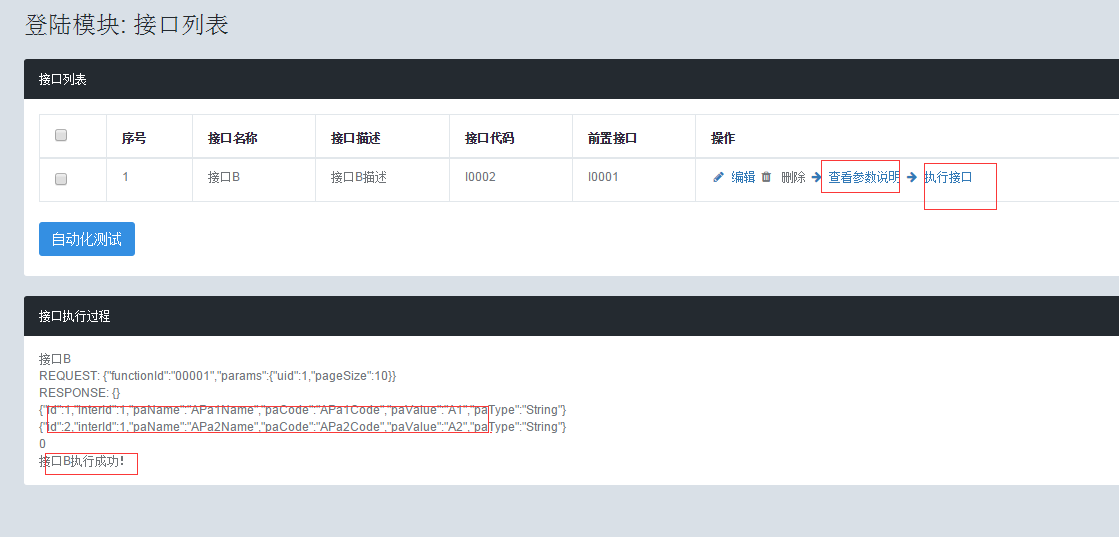 登陆模块: 接口列表
接口列表
序号 接口名称 接口描述 接口代码 前置接口 操作
1 接口B 接口B描述 I0002 I0001 编辑 删除 查看参数说明 执行接口
自动化测试
接口执行过程
接口B
REQUEST: {"functionId":"00001","params":{"uid":1,"pageSize":10}}
RESPONSE: {}
{"id":1,"interId":1,"paName":"APa1Name","paCode":"APa1Code","paValue":"A1","paType":"String"}
{"id":2,"interId":1,"paName":"APa2Name","paCode":"APa2Code","paValue":"A2","paType":"String"}
0
接口B执行成功!